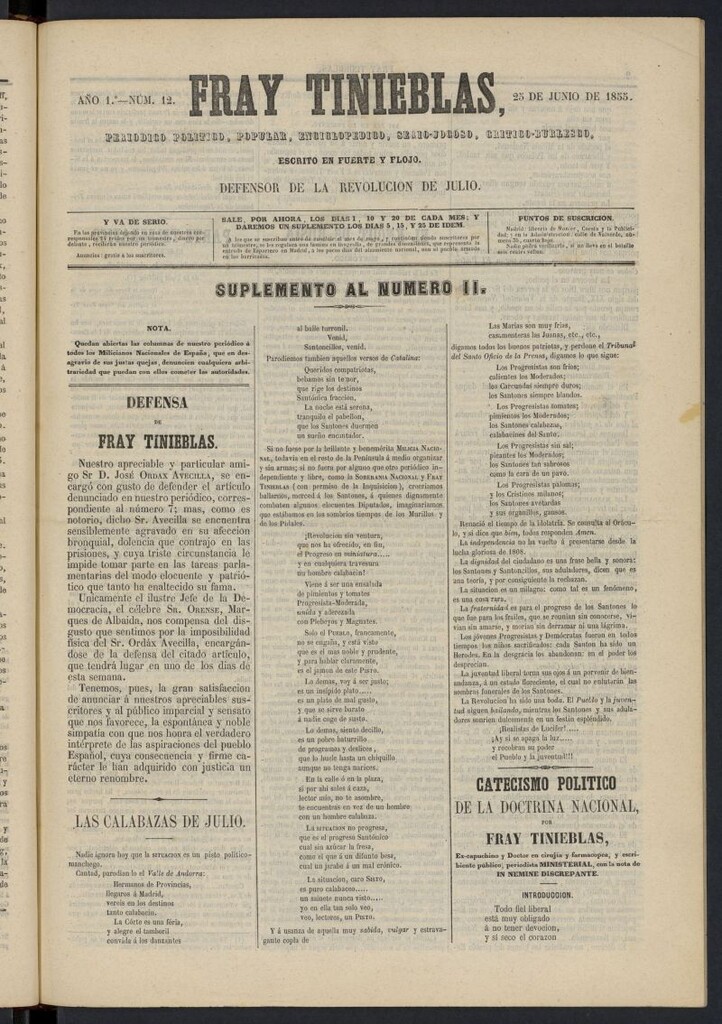 AÑO 1.º—NÚM. 12.
FRAY TINIEBLAS,
25 DE JUNIO DE 1855.
PERIODICO POLITICO, POPULAR, ENCICLOPEDICO, SERIO-JOCOSO, CRITICO-BURLESCO,
ESCRITO EN FUERTE Y FLOJO.
DEFENSOR DE LA REVOLUCION DE JULIO.
Y VA DE SERIO.
Anuncios: gratis á los suscritores.
SALE, POR AHORA, LOS DIAS 1, 10 Y 20 DE CADA MES; Y
DAREMOS UN SUPLEMENTO LOS DIAS 5, 15, Y 25 DE IDEM.
PUNTOS DE SUSCRICION.
SUPLEMENTO AL NUMERO 11.
NOTA.
Quedan abiertas las columnas de nuestro periódico á
todos los Milicianos Nacionales de España, que en des-
agravio de sus justas quejas, denuncien cualquiera arbi-
trariedad que puedan con ellos cometer las autoridades.
DEFENSA
DE
FRAY TINIEBLAS.
Nuestro apreciable y particular ami-
go Sr D. JOSÉ ORDAX AVECILLA, se en-
cargó con gusto de defender el artículo
denunciado en nuestro periódico, corres-
pondiente al número 7; mas, como es
notorio, dicho Sr. Avecilla se encuentra
sensiblemente agravado en su afeccion
bronquial, dolencia que contrajo en las
prisiones, y cuya triste circunstancia le
impide tomar parte en las tareas parla-
mentarias del modo elocuente y patrió-
tico que tanto ha enaltecido su fama.
Unicamente el ilustre Jefe de la De-
mocracia, el célebre SR. ORENSE, Mar-
ques de Albaida, nos compensa del dis-
gusto que sentimos por la imposibilidad
física del Sr. Ordáx Avecilla, encargán-
dose de la defensa del citado artículo,
que tendrá lugar en uno de los dias de
esta semana.
Tenemos, pues, la gran satisfaccion
de anunciar á nuestros apreciables sus-
critores y al público imparcial y sensato
que nos favorece, la espontánea y noble
simpatía con que nos honra el verdadero
intérprete de las aspiraciones del pueblo
Español, cuya consecuencia y firme ca-
rácter le han adquirido con justicia un
eterno renombre.
LAS CALABAZAS DE JULIO.
Nadie ignora hoy que la SITUACION es un pisto político-
manchego.
Cantad, parodiando el Valle de Andorra:
Hermanos de Provincias,
llegaros á Madrid,
vereis en los destinos
tanto calabacin.
La Córte es una féria,
y alegre el tamboril
convida á los danzantes
al baile turronil.
Venid,
Santoncillos, venid.
Parodiemos tambien aquellos versos de Catalina:
Queridos compatriotas,
bebamos sin temor,
que rige los destinos
Sentónica fraccion.
La noche está serena,
tranquilo el pabellon,
que los Santones duermen
un sueño encantador.
Si no fuese por la brillante y benemérita MILICIA NACIO-
NAL, todavía en el resto de la Península á medio organizar
y sin armas; si no fuera por alguno que otro periódico inde-
pendiente y libre, como la SOBERANIA NACIONAL y FRAY
TINIEBLAS (con permiso de la Inquisicion), creeriamos
hallarnos, merced á los Santones, á quienes dignamente
combaten algunos elocuentes Diputados, imaginariamos
que estábamos en los sombríos tiempos de los Murillos y
de los Pidales.
¡Revolucion sin ventura,
que nos ha ofrecido, en fin,
el Progreso en miniatura.....
y en cualquiera travesura
un hombre calabacin!
Viene á ser una ensalada
de pimientos y tomates
Progresista-Moderada,
unida y aderezada
con Plebeyos y Magnates.
Solo el PUEBLO, francamente,
no se engaña, y está visto
que es el mas noble y prudente,
y para hablar claramente,
es el jamon de este Pisto.
Lo demas, voy á ser justo;
es un insípido plato.....
es un plato de mal gusto,
y que se sirve barato
á nadie coge de susto.
Lo demas, siento decillo,
es un pobre baturrillo
de programas y deslices,
que lo huele hasta un chiquillo
aunque no tenga narices.
En la calle ó en la plaza,
si por ahí sales á caza,
lector mio, no te asombre,
te encuentras en vez de un hombre
con un hombre calabaza.
La SITUACION no progresa,
que es el progreso Santónico
cual sin azúcar la fresa,
como si que á un difunto besa,
cual un jarabe á un mal crónico.
La situacion, caro SIXTO,
es puro calabazon.....
un sainete nunca visto....
yo en ella tan solo veo,
veo, lectores, un PISTO.
Y á usanza de aquella muy sabida, vulgar y estrava-
gante copla de
Las Marias son muy frias,
casamenteras las Juanas, etc., etc.,
digamos todos los buenos patriotas, y perdone el Tribunal
del Santo Oficio de la Prensa, digamos lo que sigue:
Los Progresistas son frios;
calientes los Moderados;
los Carcundas siempre duros;
los Santones siempre blandos.
Los Progresistas tomates;
pimientos los Moderados;
los Santones calabazas,
calabacines del Santo.
Los Progresistas sin sal;
picantes los Moderados;
los Santones tan sabrosos
como la cara de un pavo.
Los Progresistas palomas;
y los Cristinos milanos;
los Santones avutardas
y sus organillos, gansos.
Renació el tiempo de la idolatría. Se consulta al Orácu-
lo, y si dice que bien, todos responden Amen.
La independencia no ha vuelto á presentarse desde la
lucha gloriosa de 1808.
La dignidad del ciudadano es una frase bella y sonora:
los Santones y Santoncillos, sus aduladores, dicen que es
una teoría, y por consiguiente la rechazan.
La situacion es un milagro: como tal es un fenómeno,
es una cosa rara.
La fraternidad es para el progreso de los Santones lo
que fue para los frailes, que se reunian sin conocerse, vi-
vian sin amarse, y morian sin derramar ni una lágrima.
Los jóvenes Progresistas y Demócratas fueron en todos
tiempos los niños sacrificados: cada Santon ha sido un
Herodes. En la desgracia los abandonan: en el poder los
desprecian.
La juventud liberal torna sus ojos á un porvenir de bien-
andanza, á un estado floreciente, el cual no enlutarán las
sombras funerales de los Santones.
La Revolucion ha sido una boda. El Pueblo y la juven-
tud siguen bailando, mientras los Santones y sus adula-
dores sonrien dulcemente en un festin espléndido.
¡Realistas de Lucifer!.....
¡Ay si se apaga la luz.....
y recobran su poder
el Pueblo y la juventud!!!
CATECISMO POLITICO
DE LA DOCTRINA NACIONAL,
POR
FRAY TINIEBLAS,
Ex-capuchino y Doctor en cirujía y farmacopea; y escri-
biente público, periodista MINISTERIAL, con la nota de
IN NEMINE DISCREPANTE.
INTRODUCCION.
Todo fiel liberal
está muy obligado
á no tener devocion,
y si seco el corazon